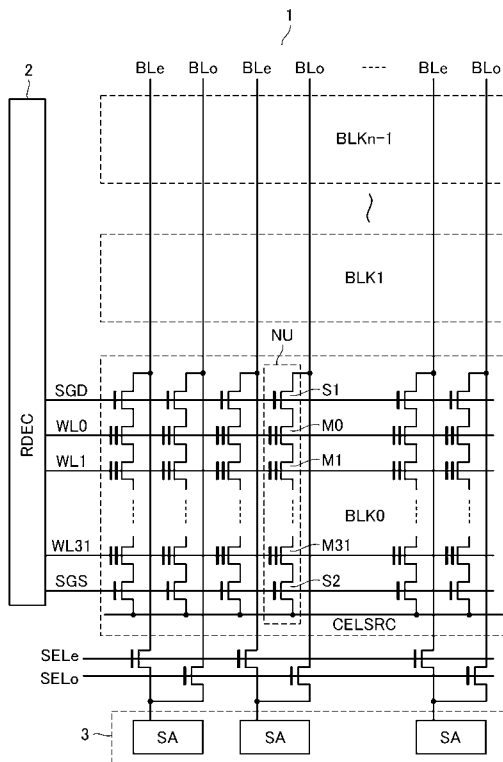 1
2
BLe BLo BLe BLo ---- BLe BLo
BLKn-1
BLK1
NU
SGD S1
WL0 M0
WL1 M1
RDEC
BLK0
WL31 M31
SGS S2
CELSRC
SELe
SELo
3 SA SA SA